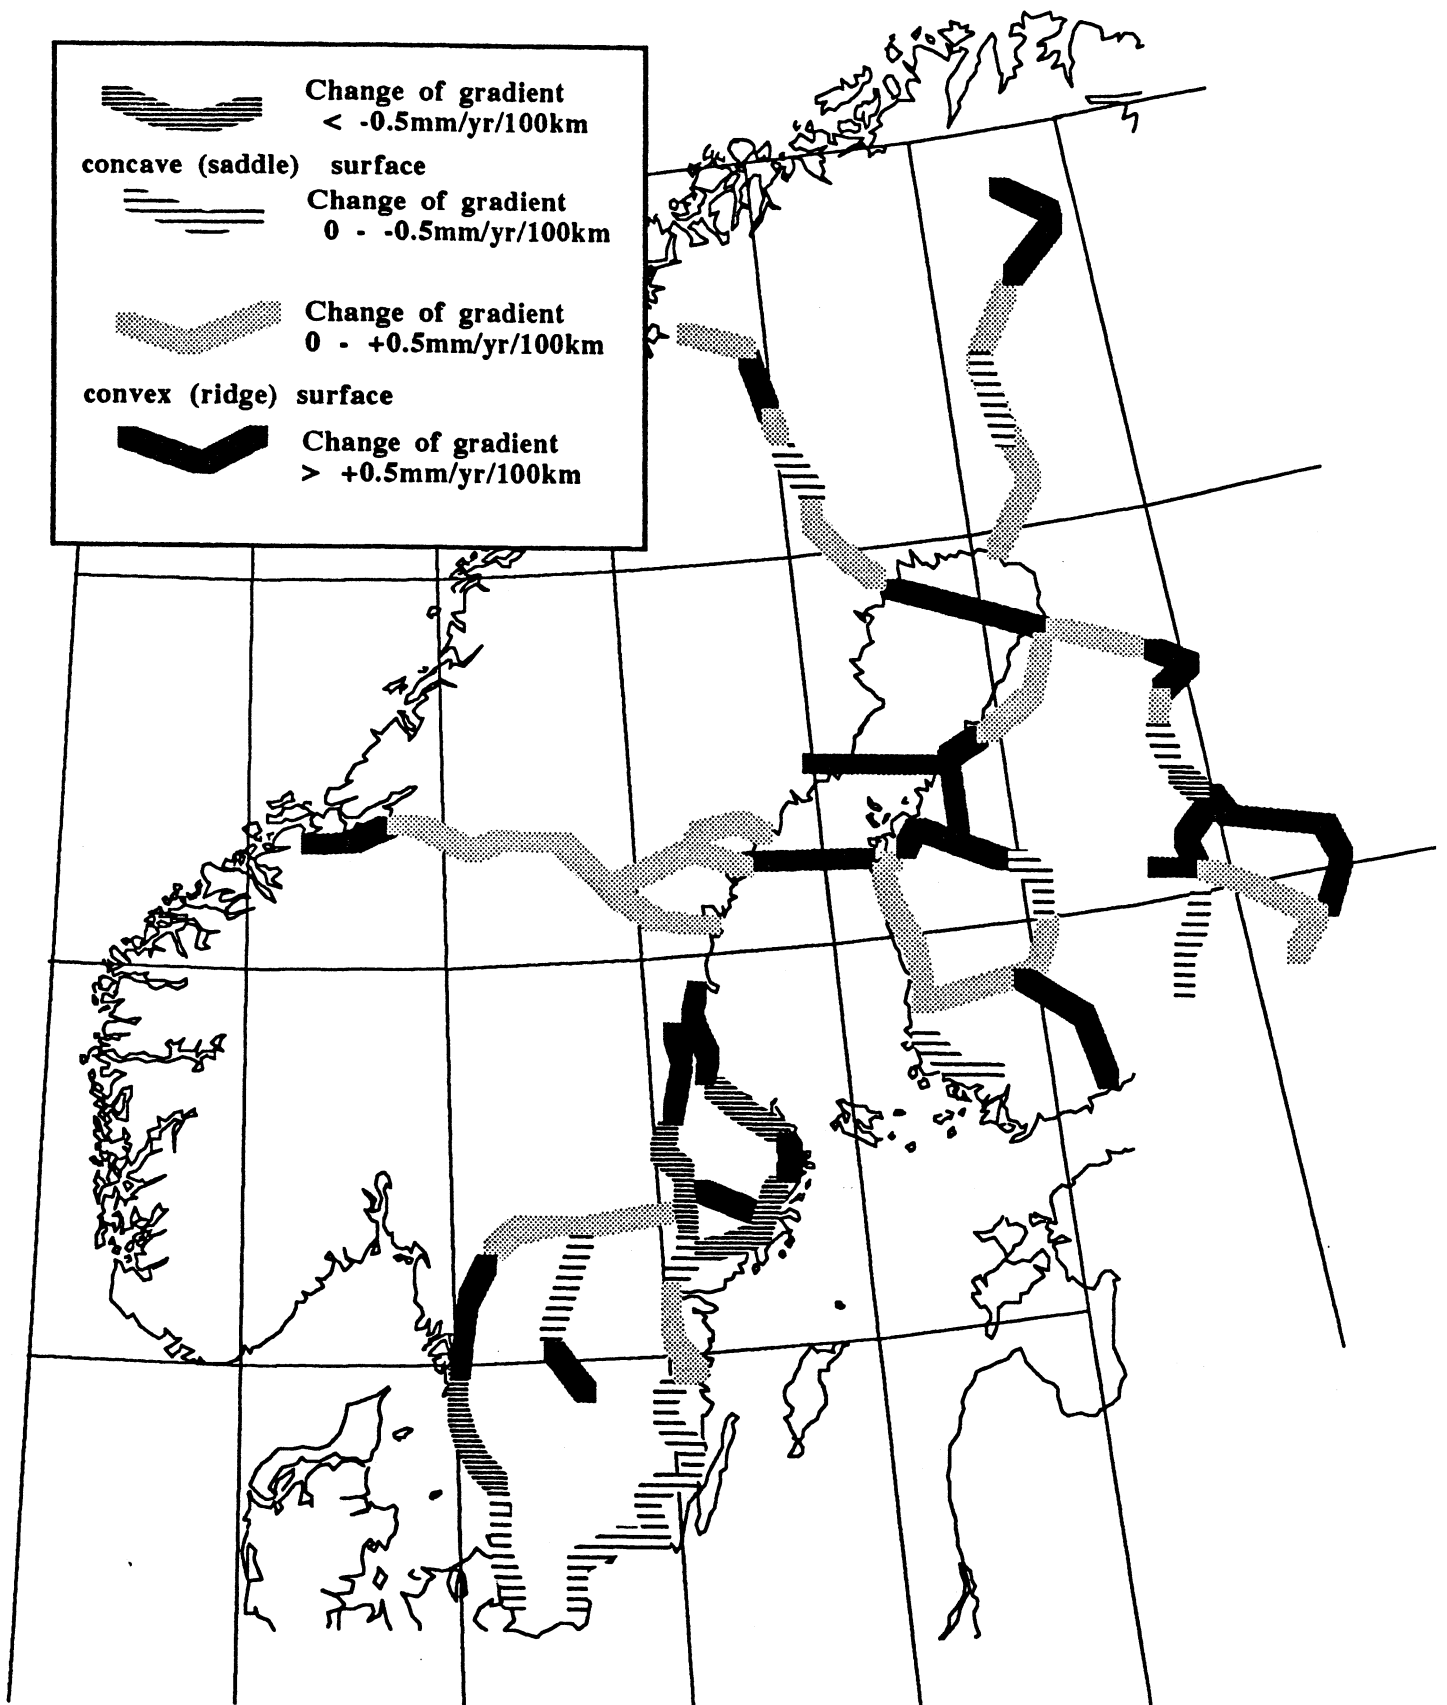 Change of gradient
< -0.5mm/yr/100km
concave (saddle) surface
Change of gradient
0 - -0.5mm/yr/100km
Change of gradient
0 - +0.5mm/yr/100km
convex (ridge) surface
Change of gradient
> +0.5mm/yr/100km